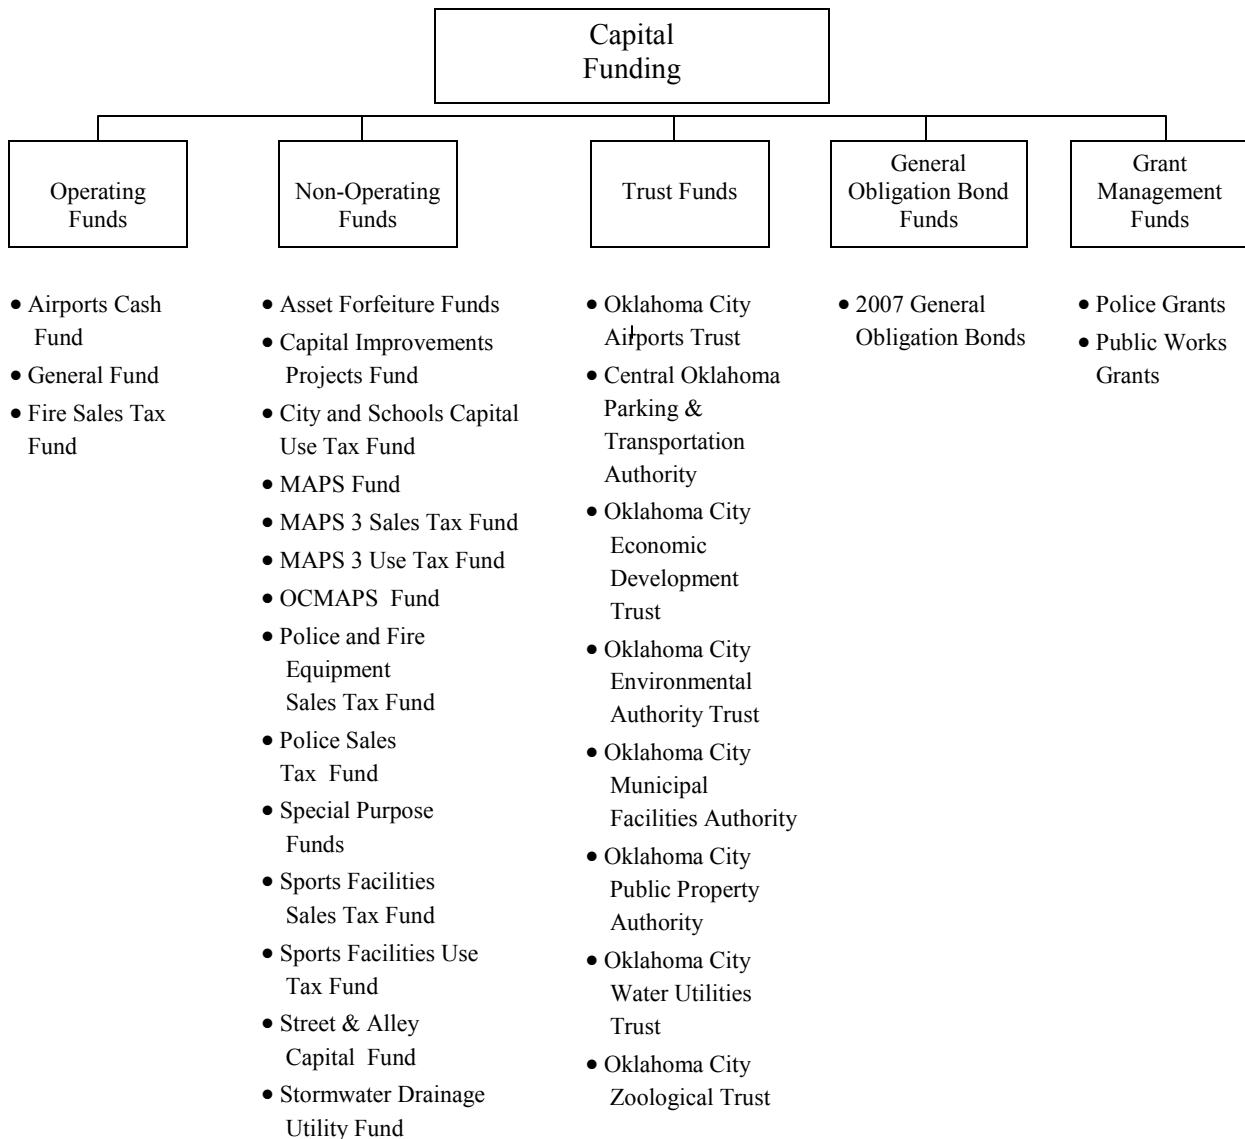 Capital
Funding
Operating
Funds
Non-Operating
Funds
Trust Funds
General
Obligation Bond
Funds
Grant
Management
Funds
• Airports Cash
Fund
• General Fund
• Fire Sales Tax
Fund
• Asset Forfeiture Funds
• Capital Improvements
Projects Fund
• City and Schools Capital
Use Tax Fund
• MAPS Fund
• MAPS 3 Sales Tax Fund
• MAPS 3 Use Tax Fund
• OCMAPS Fund
• Police and Fire
Equipment
Sales Tax Fund
• Police Sales
Tax Fund
• Special Purpose
Funds
• Sports Facilities
Sales Tax Fund
• Sports Facilities Use
Tax Fund
• Street & Alley
Capital Fund
• Stormwater Drainage
Utility Fund
• Oklahoma City
Airports Trust
• Central Oklahoma
Parking &
Transportation
Authority
• Oklahoma City
Economic
Development
Trust
• Oklahoma City
Environmental
Authority Trust
• Oklahoma City
Municipal
Facilities Authority
• Oklahoma City
Public Property
Authority
• Oklahoma City
Water Utilities
Trust
• Oklahoma City
Zoological Trust
• 2007 General
Obligation Bonds
• Police Grants
• Public Works
Grants